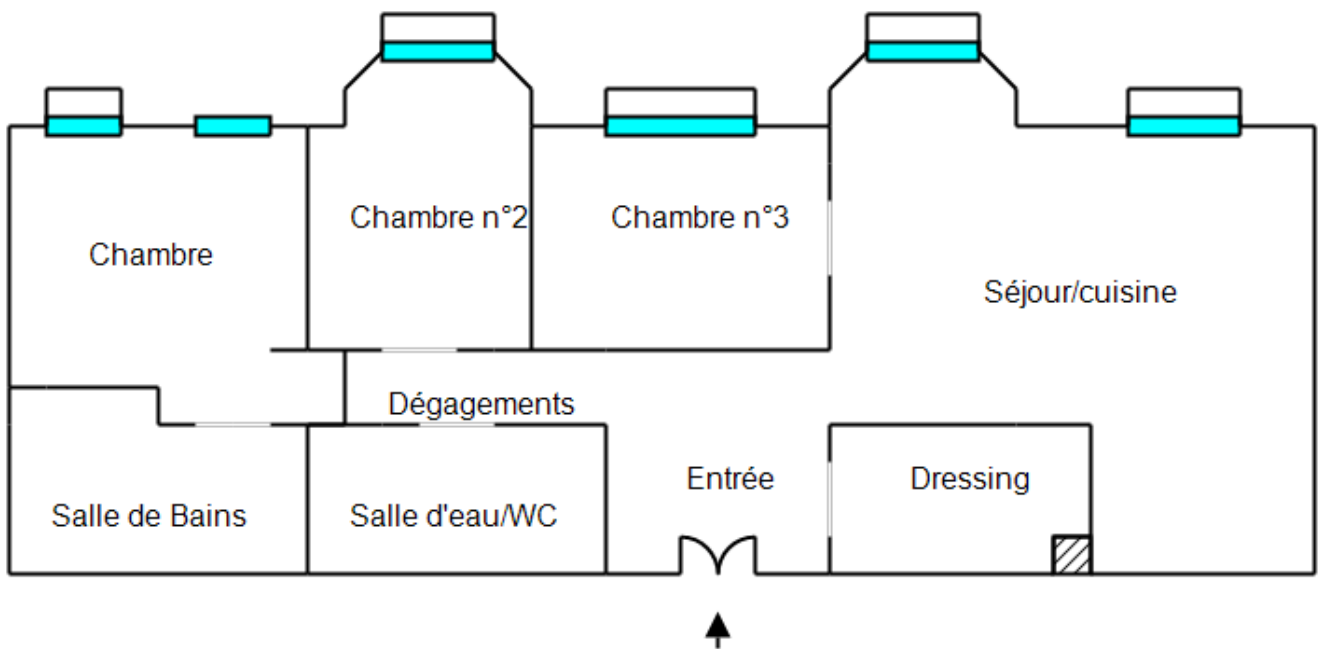 Chambre n°2
Chambre n°3
Chambre
Séjour/cuisine
Dégagements
Entrée
Dressing
Salle de Bains
Salle d'eau/WC